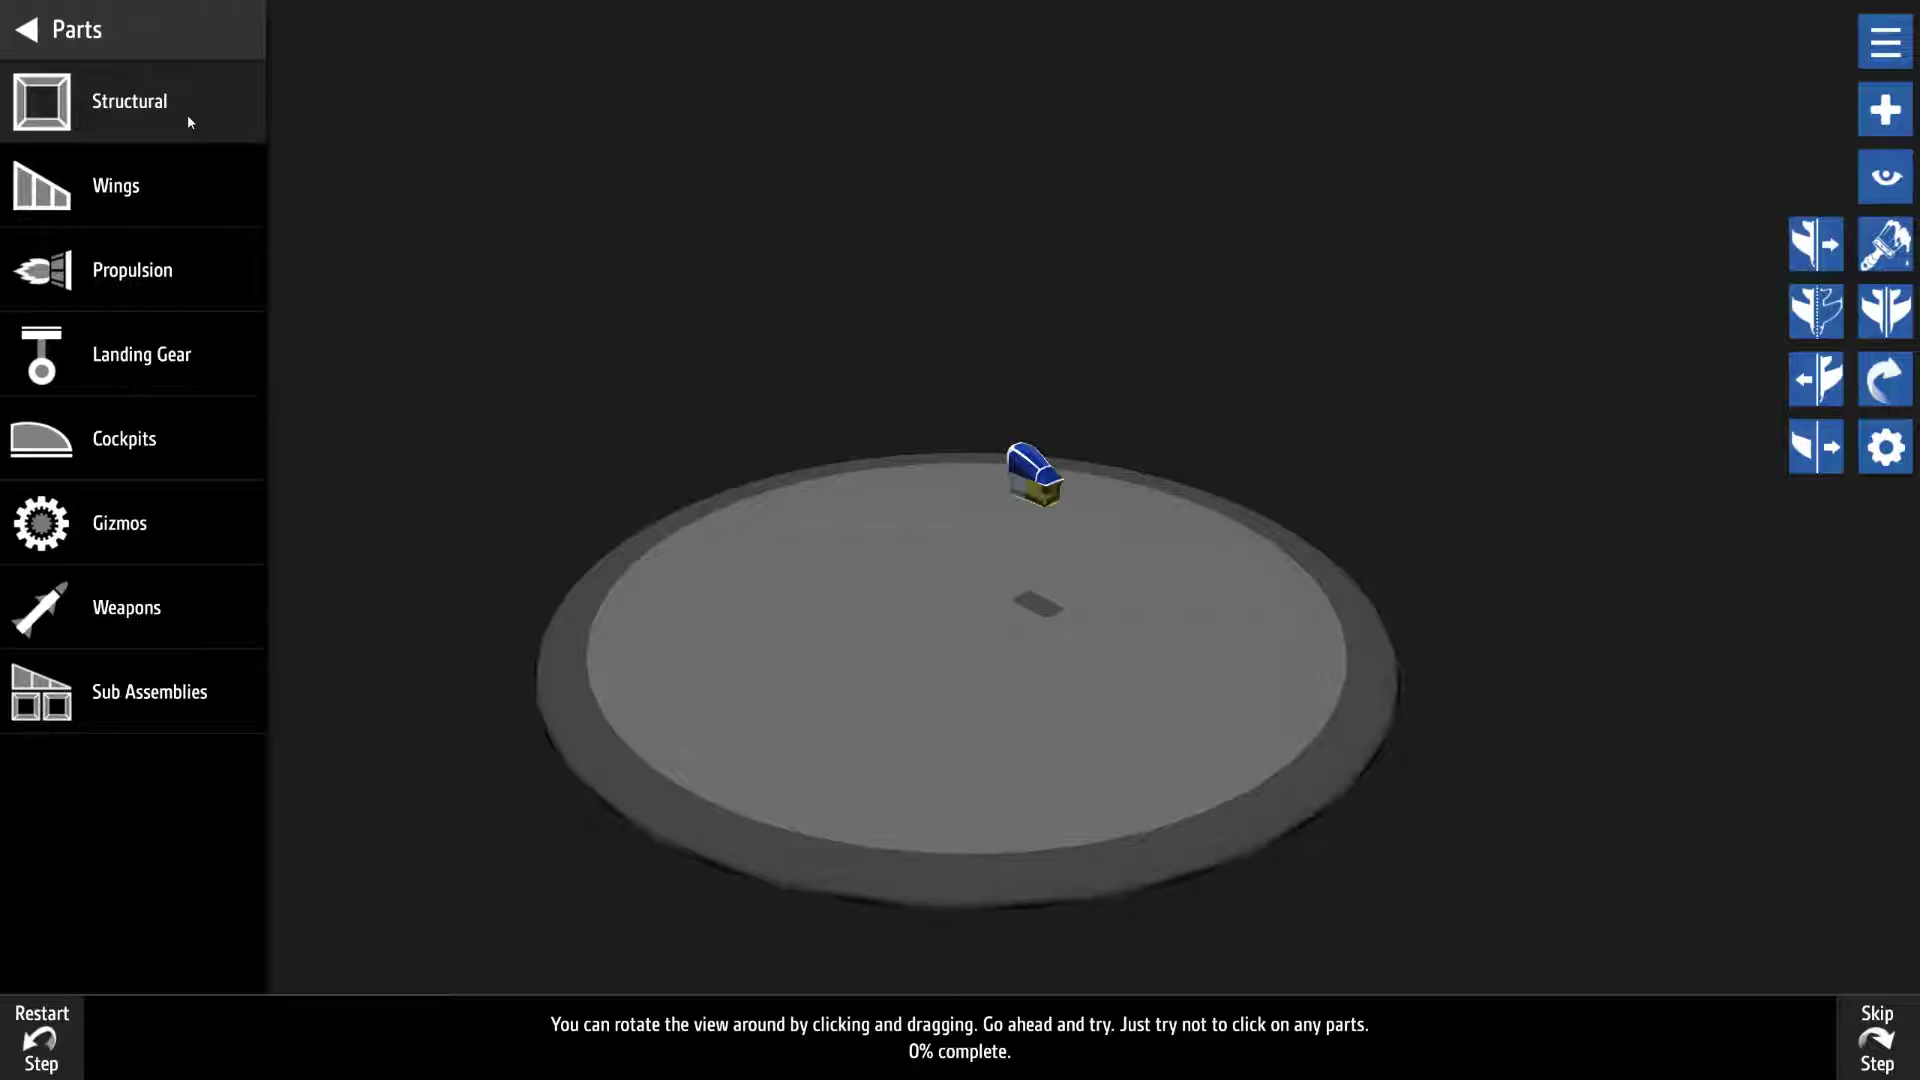 Parts
Structural
Wings
Propulsion
Landing Gear
Cockpits
Gizmos
Weapons
Sub Assemblies
Restart
Step
You can rotate the view around by clicking and dragging. Go ahead and try. Just try not to click on any parts.
0% complete.
Skip
Step